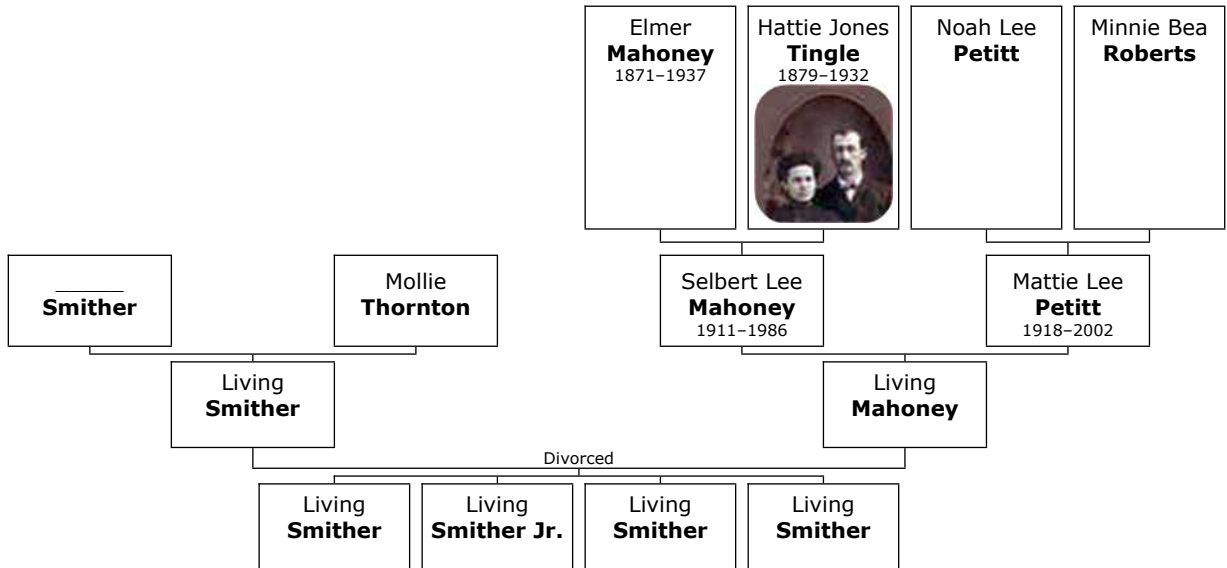 Elmer
Mahoney
1871–1937
Hattie Jones
Tingle
1879–1932
Noah Lee
Petitt
Minnie Bea
Roberts
______
Smither
Mollie
Thornton
Selbert Lee
Mahoney
1911–1986
Mattie Lee
Petitt
1918–2002
Living
Smither
Living
Mahoney
Divorced
Living
Smither
Living
Smither Jr.
Living
Smither
Living
Smither